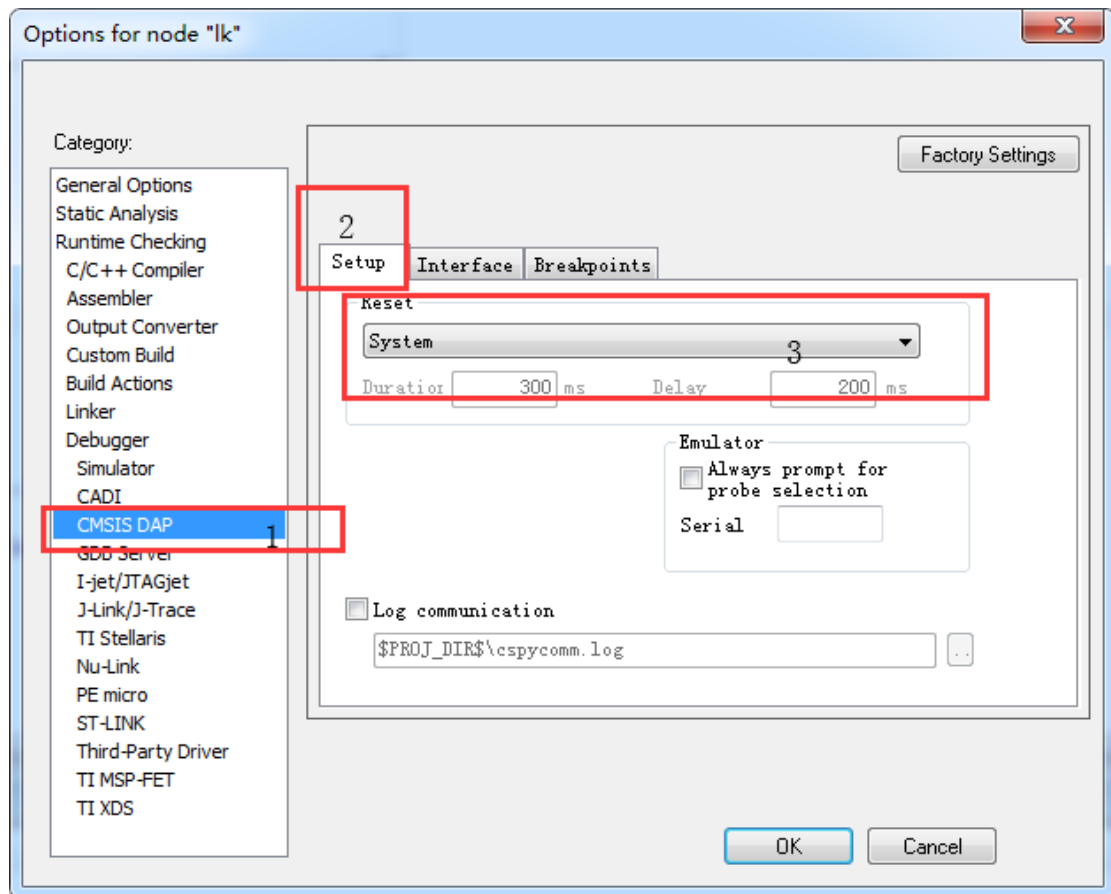 Options for node "lk"
Category:
General Options
Static Analysis
Runtime Checking
C/C++ Compiler
Assembler
Output Converter
Custom Build
Build Actions
Linker
Debugger
Simulator
CADI
CMSIS DAP
1
GDB Server
I-jet/JTAGjet
J-Link/J-Trace
TI Stellaris
Nu-Link
PE micro
ST-LINK
Third-Party Driver
TI MSP-FET
TI XDS
Factory Settings
2
Setup Interface Breakpoints
Reset
System
3
Duration 300 ms Delay 200 ms
Emulator
Always prompt for
probe selection
Serial
Log communication
$PROJ_DIR$\cspycomm.log
..
OK Cancel